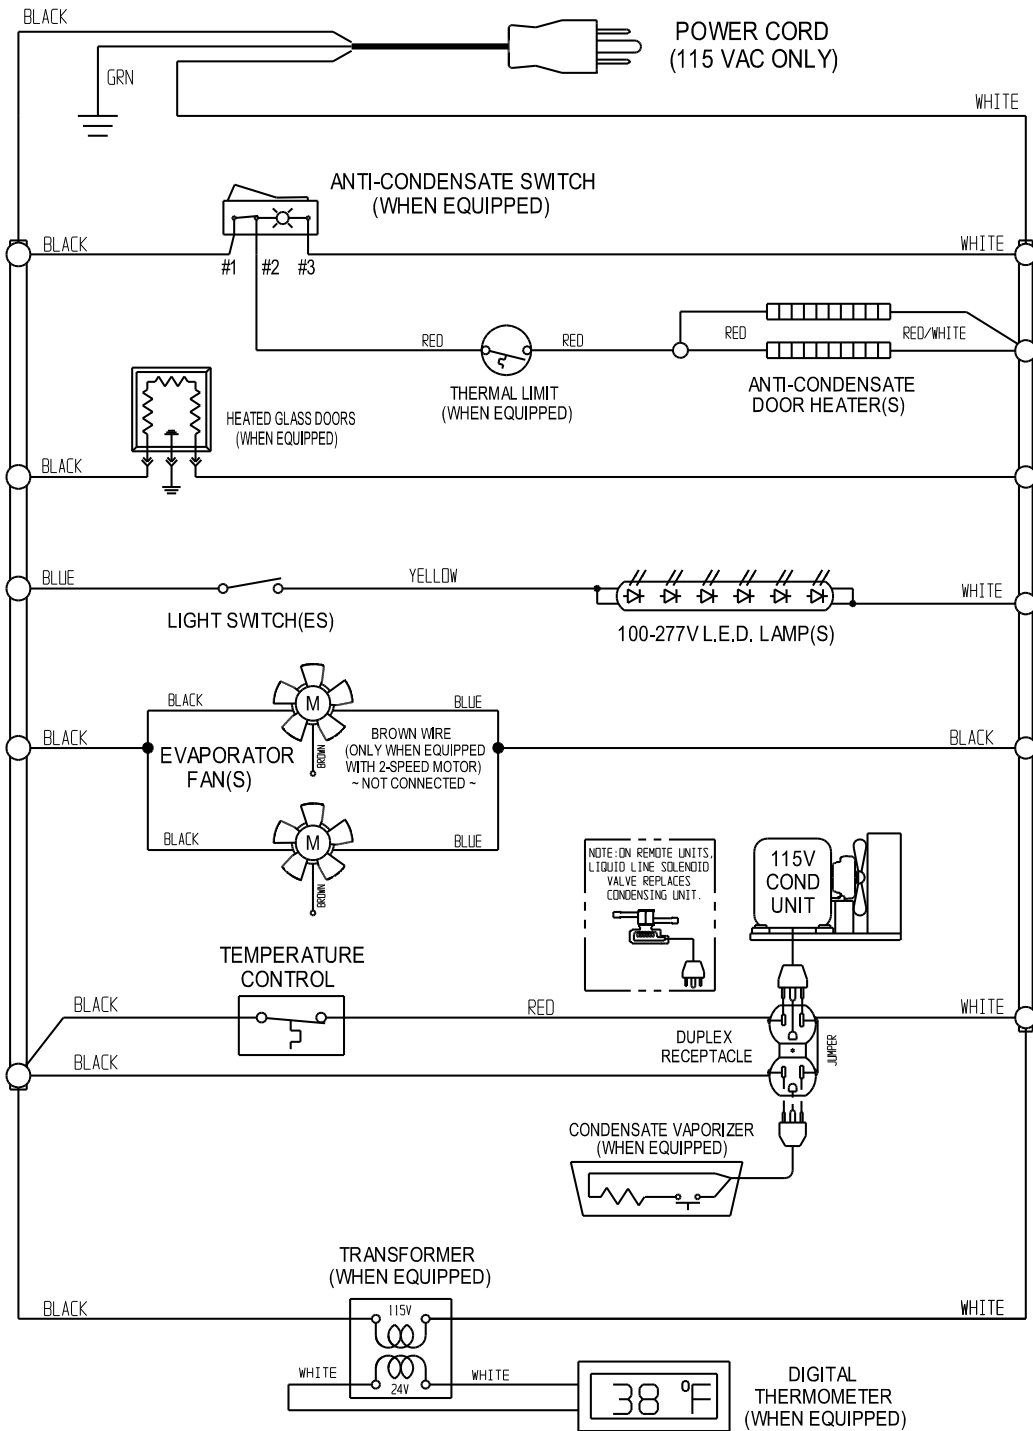 BLACK
POWER CORD
(115 VAC ONLY)
GRN
WHITE
ANTI-CONDENSATE SWITCH
(WHEN EQUIPPED)
BLACK
WHITE
#1 #2 #3
RED
RED
RED
RED/WHITE
THERMAL LIMIT
(WHEN EQUIPPED)
ANTI-CONDENSATE
DOOR HEATER(S)
HEATED GLASS DOORS
(WHEN EQUIPPED)
BLACK
BLUE
YELLOW
WHITE
LIGHT SWITCH(ES)
100-277V L.E.D. LAMP(S)
BLACK
M
BLUE
BROWN
BLACK
EVAPORATOR
FAN(S)
BROWN WIRE
(ONLY WHEN EQUIPPED
WITH 2-SPEED MOTOR)
~ NOT CONNECTED ~
BLACK
BLACK
M
BLUE
BROWN
NOTE:ON REMOTE UNITS,
LIQUID LINE SOLENOID
VALVE REPLACES
CONDENSING UNIT.
115V
COND
UNIT
TEMPERATURE
CONTROL
BLACK
RED
WHITE
DUPLEX
RECEPTACLE
JUMPER
BLACK
CONDENSATE VAPORIZER
(WHEN EQUIPPED)
TRANSFORMER
(WHEN EQUIPPED)
BLACK
115V
WHITE
WHITE
24V
WHITE
38 °F
DIGITAL
THERMOMETER
(WHEN EQUIPPED)